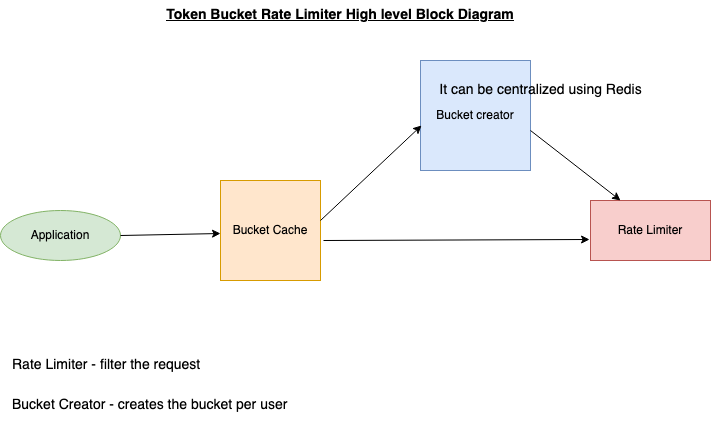 Token Bucket Rate Limiter High level Block Diagram
It can be centralized using Redis
Bucket creator
Application
Bucket Cache
Rate Limiter
Rate Limiter - filter the request
Bucket Creator - creates the bucket per user